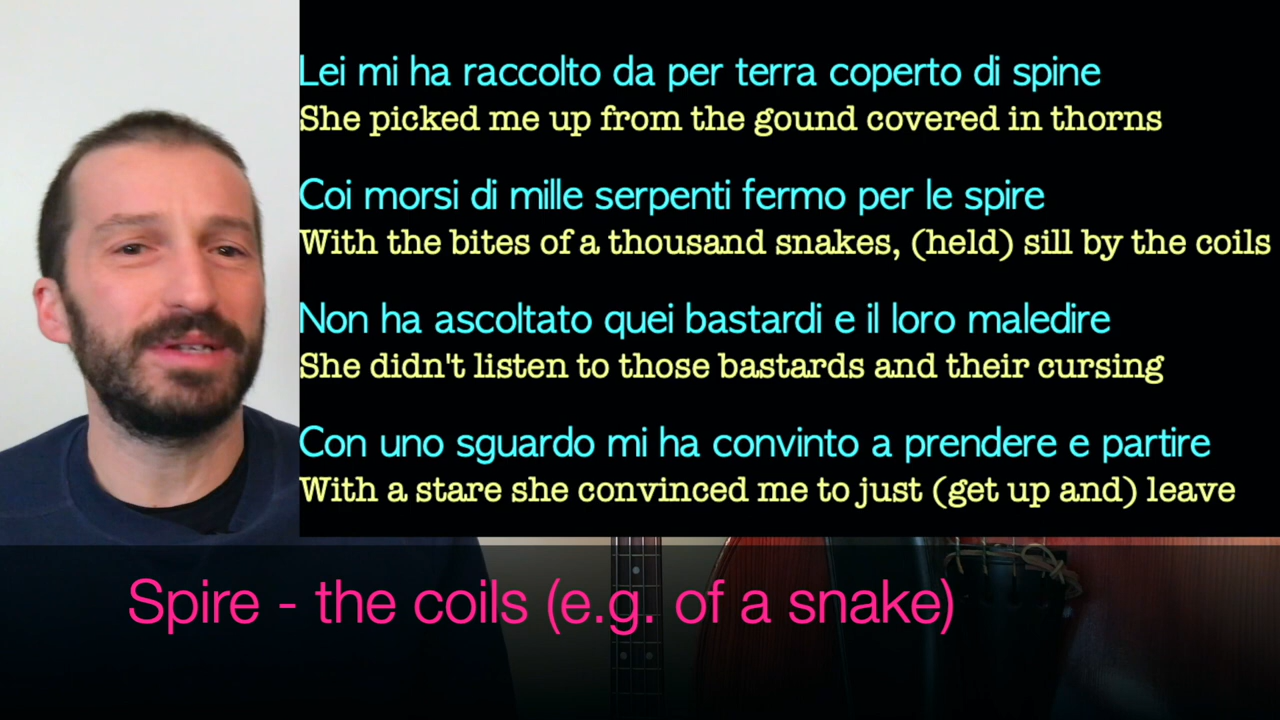 Lei mi ha raccolto da per terra coperto di spine
She picked me up from the gound covered in thorns
Coi morsi di mille serpenti fermo per le spire
With the bites of a thousand snakes, (held) sill by the coils
Non ha ascoltato quei bastardi e il loro maledire
She didn't listen to those bastards and their cursing
Con uno sguardo mi ha convinto a prendere e partire
With a stare she convinced me to just (get up and) leave
Spire - the coils (e.g. of a snake)